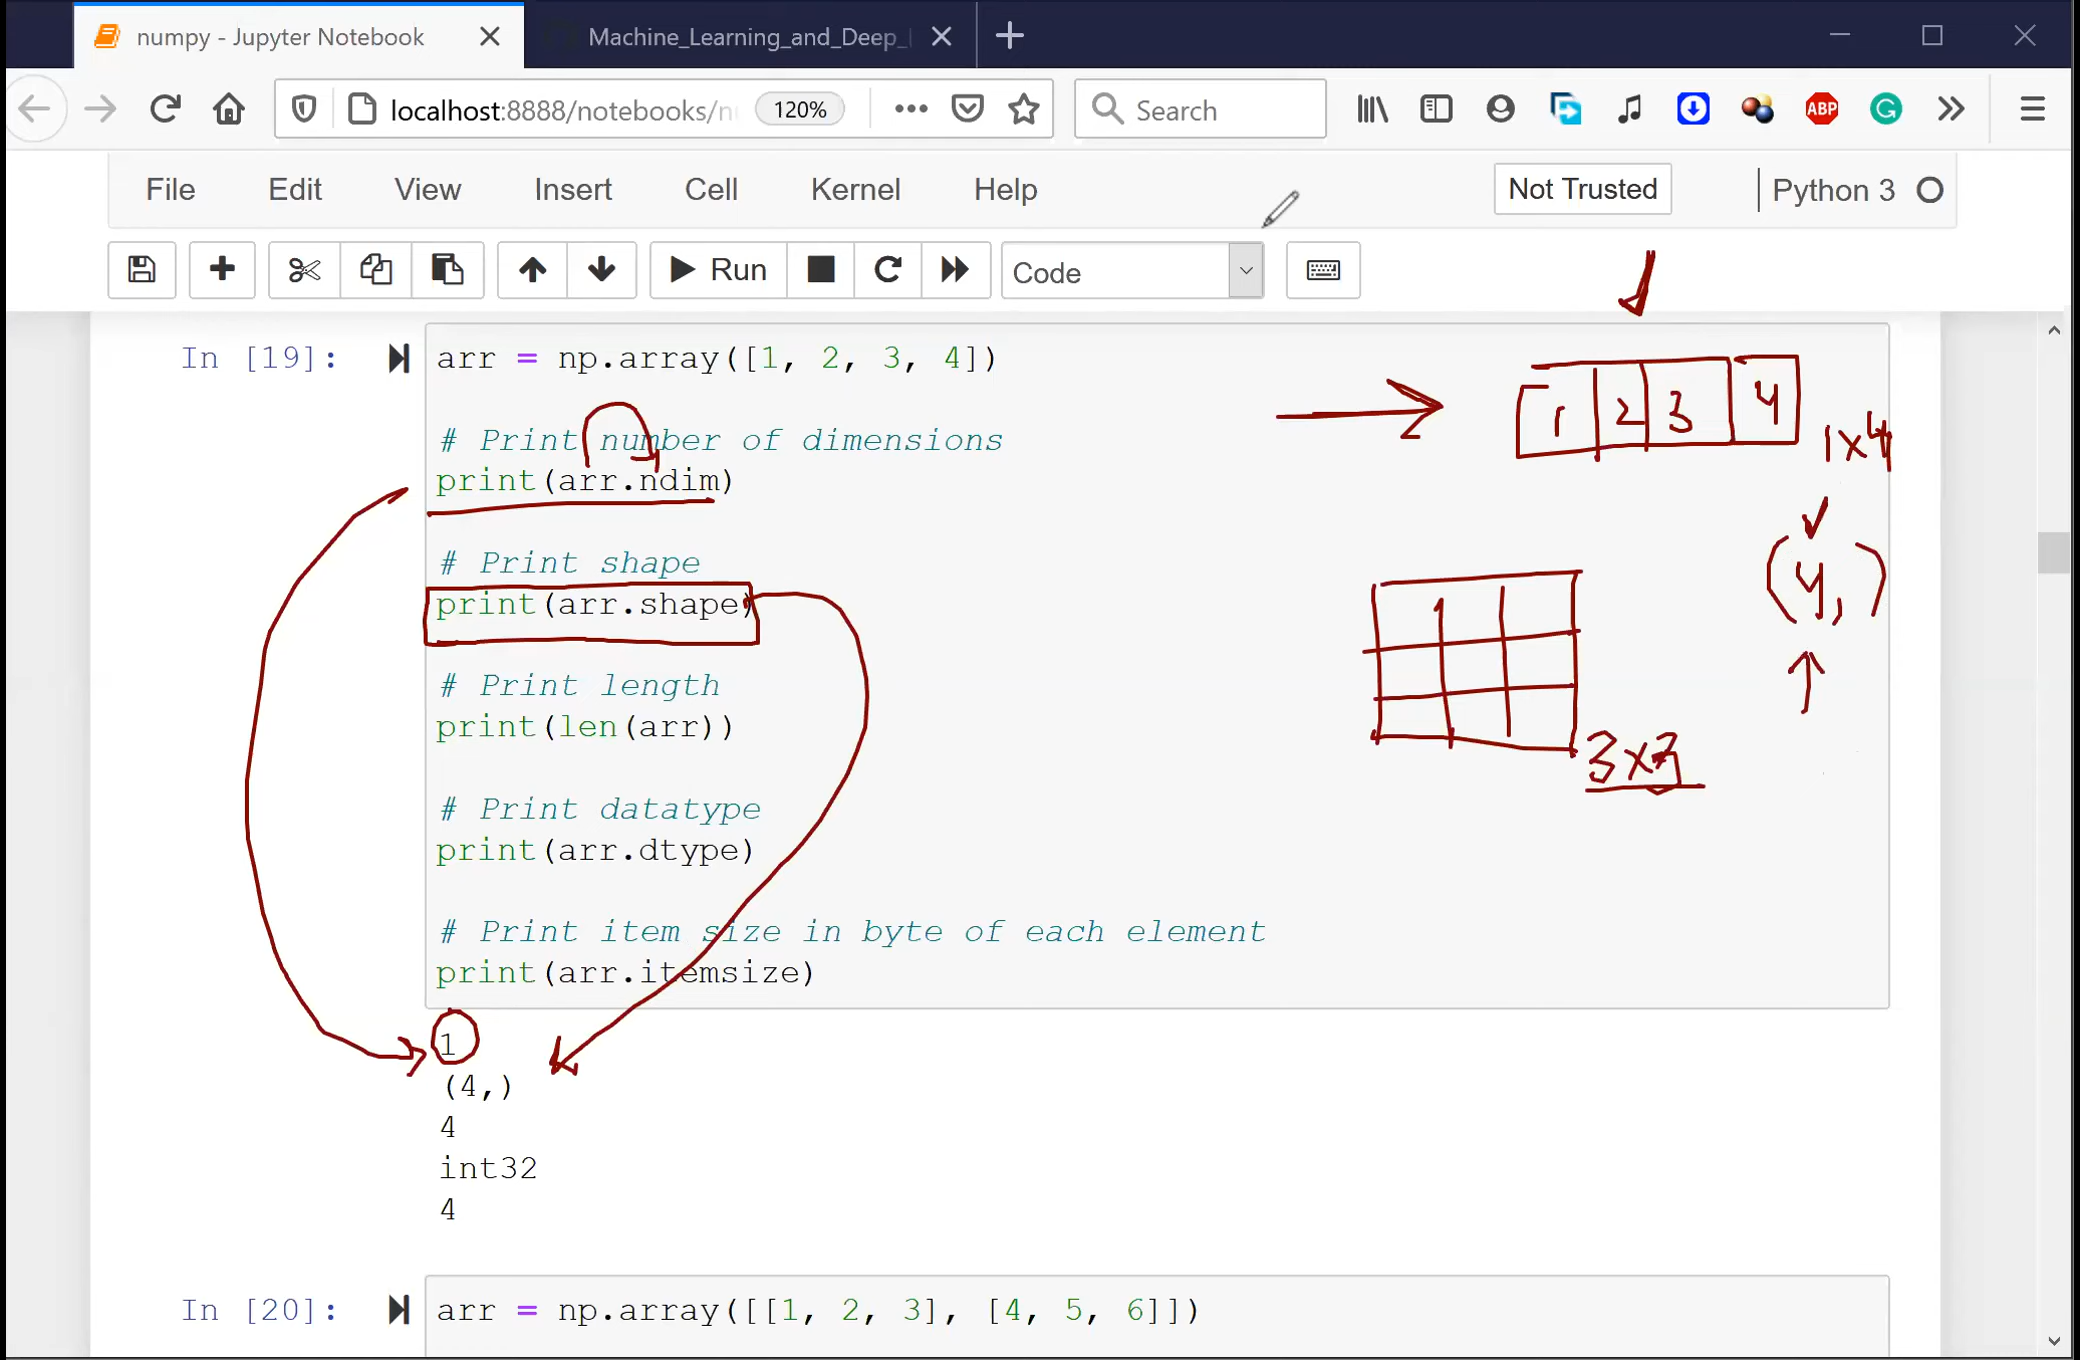 numpy - Jupyter Notebook
Machine_Learning_and_Deep_
localhost:8888/notebooks/n
120%
Search
ABP
File Edit View Insert Cell Kernel Help
Not Trusted
Python 3
Run
Code
In [19]:
arr = np.array([1, 2, 3, 4])
# Print number of dimensions
print(arr.ndim)
# Print shape
print(arr.shape)
# Print length
print(len(arr))
# Print datatype
print(arr.dtype)
# Print item size in byte of each element
print(arr.itemsize)
1 2 3 4
1x4
(4,)
1
3x3
1
(4,)
4
int32
4
In [20]:
arr = np.array([[1, 2, 3], [4, 5, 6]])